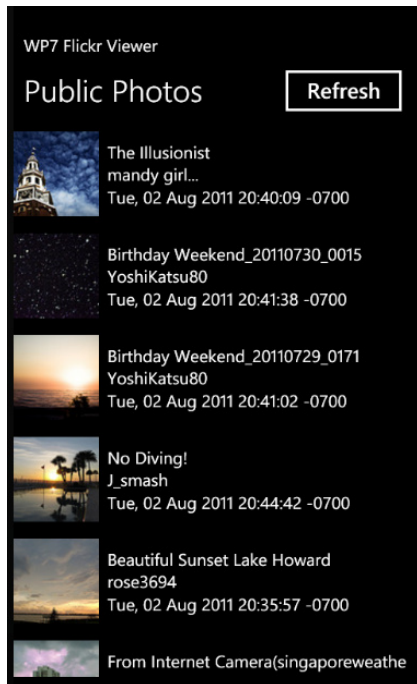 WP7 Flickr Viewer
Public Photos
Refresh
The Illusionist
mandy girl...
Tue, 02 Aug 2011 20:40:09 -0700
Birthday Weekend_20110730_0015
YoshiKatsu80
Tue, 02 Aug 2011 20:41:38 -0700
Birthday Weekend_20110729_0171
YoshiKatsu80
Tue, 02 Aug 2011 20:41:02 -0700
No Diving!
J_smash
Tue, 02 Aug 2011 20:44:42 -0700
Beautiful Sunset Lake Howard
rose3694
Tue, 02 Aug 2011 20:35:57 -0700
From Internet Camera(singaporeweathe